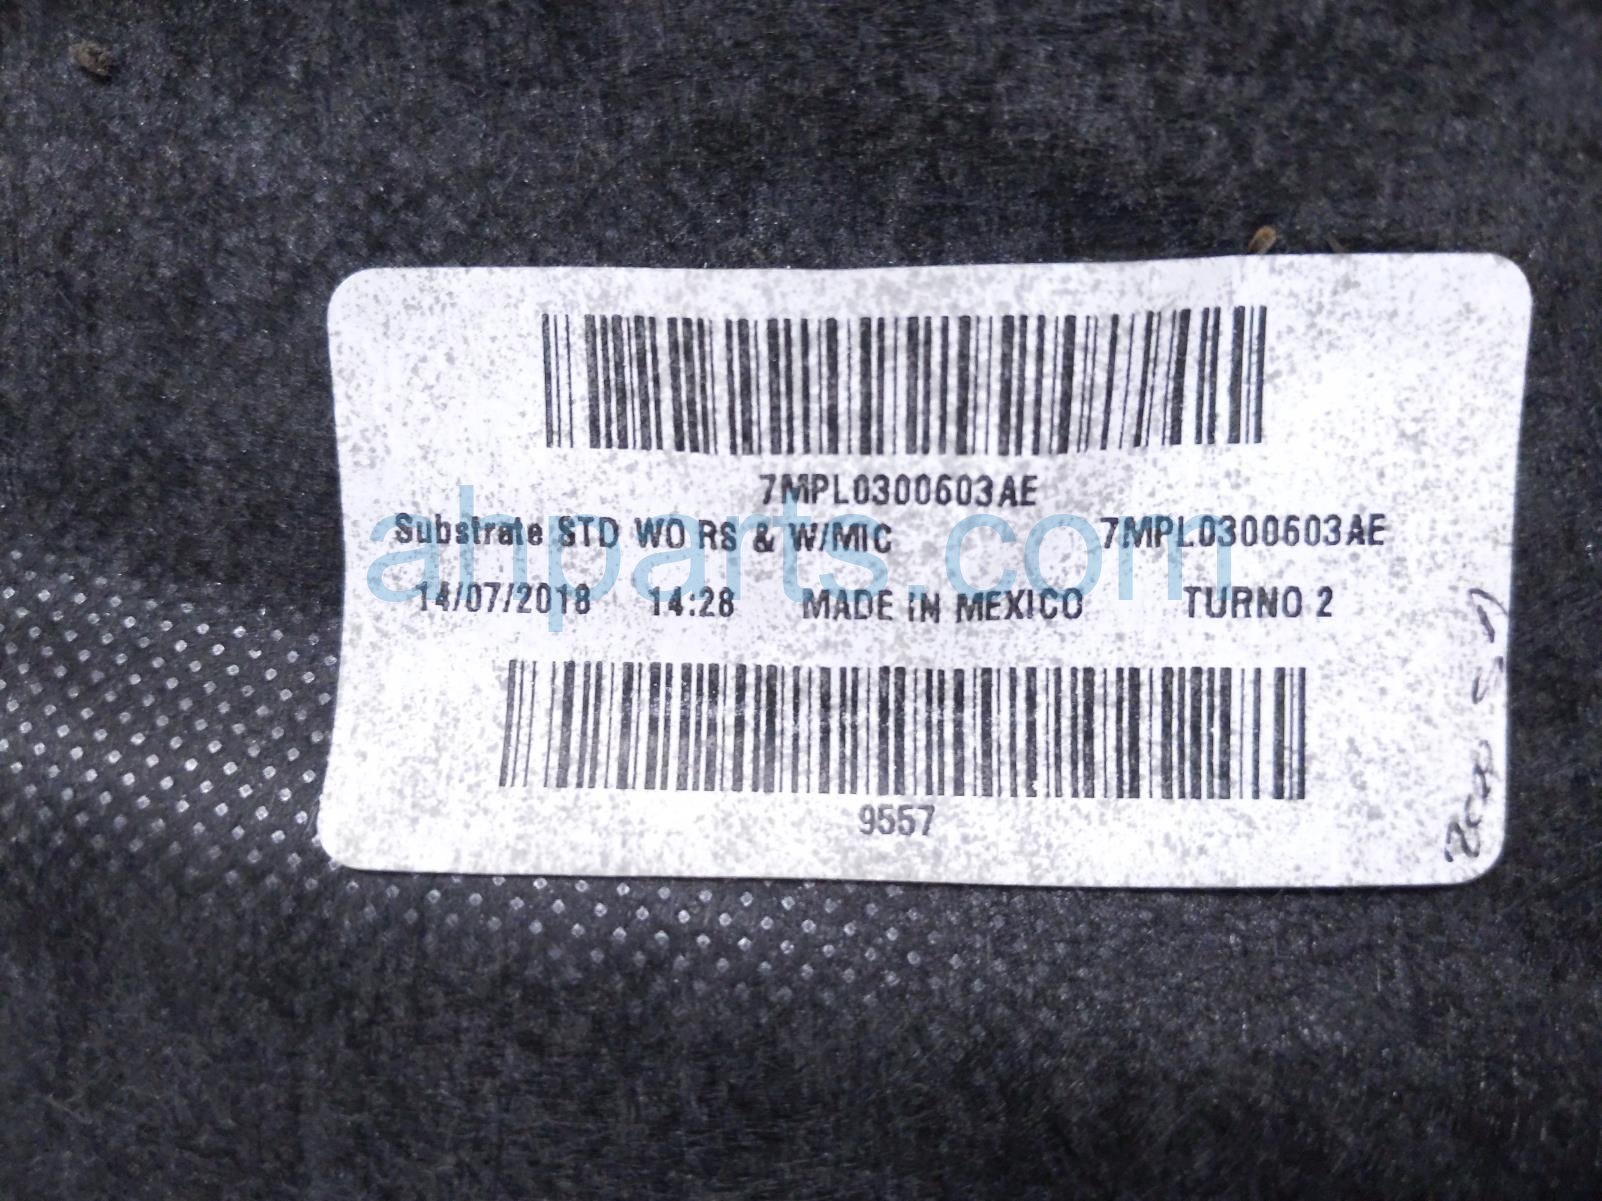 7MPL0300603AE
Substrate STD WO RS & W/MIC 7MPL0300603AE
14/07/2018 14:28 MADE IN MEXICO TURNO 2
9557
ahparts.com